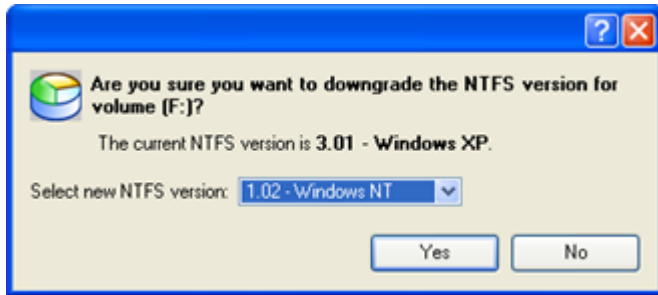 Are you sure you want to downgrade the NTFS version for
volume (F:)?
The current NTFS version is 3.01 - Windows XP.
Select new NTFS version: 1.02 - Windows NT
Yes No